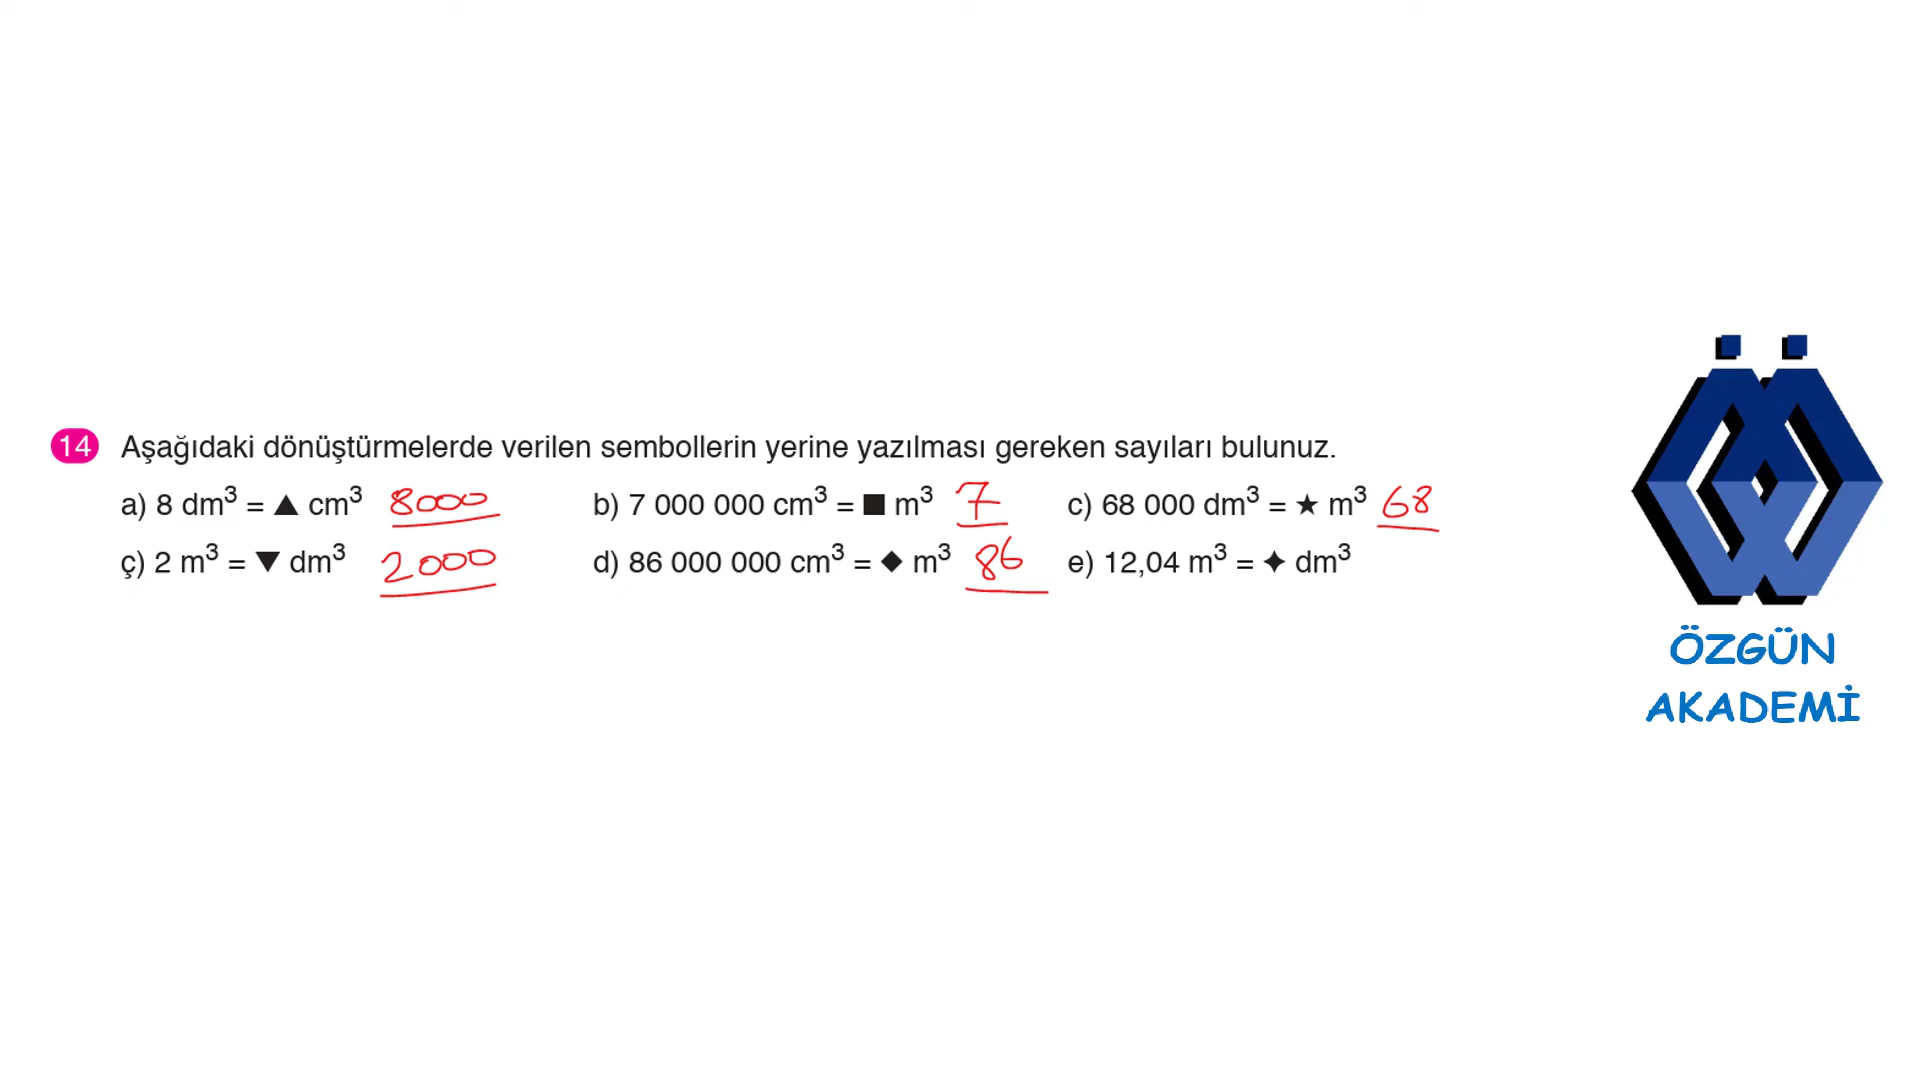 14 Aşağıdaki dönüştürmelerde verilen sembollerin yerine yazılması gereken sayıları bulunuz.
a) 8 dm³ = ▲ cm³ 8000 b) 7 000 000 cm³ = ■ m³ 7 c) 68 000 dm³ = ★ m³ 68
ç) 2 m³ = ▼ dm³ 2000 d) 86 000 000 cm³ = ◆ m³ 86 e) 12,04 m³ = ✦ dm³
ÖZGÜN
AKADEMİ